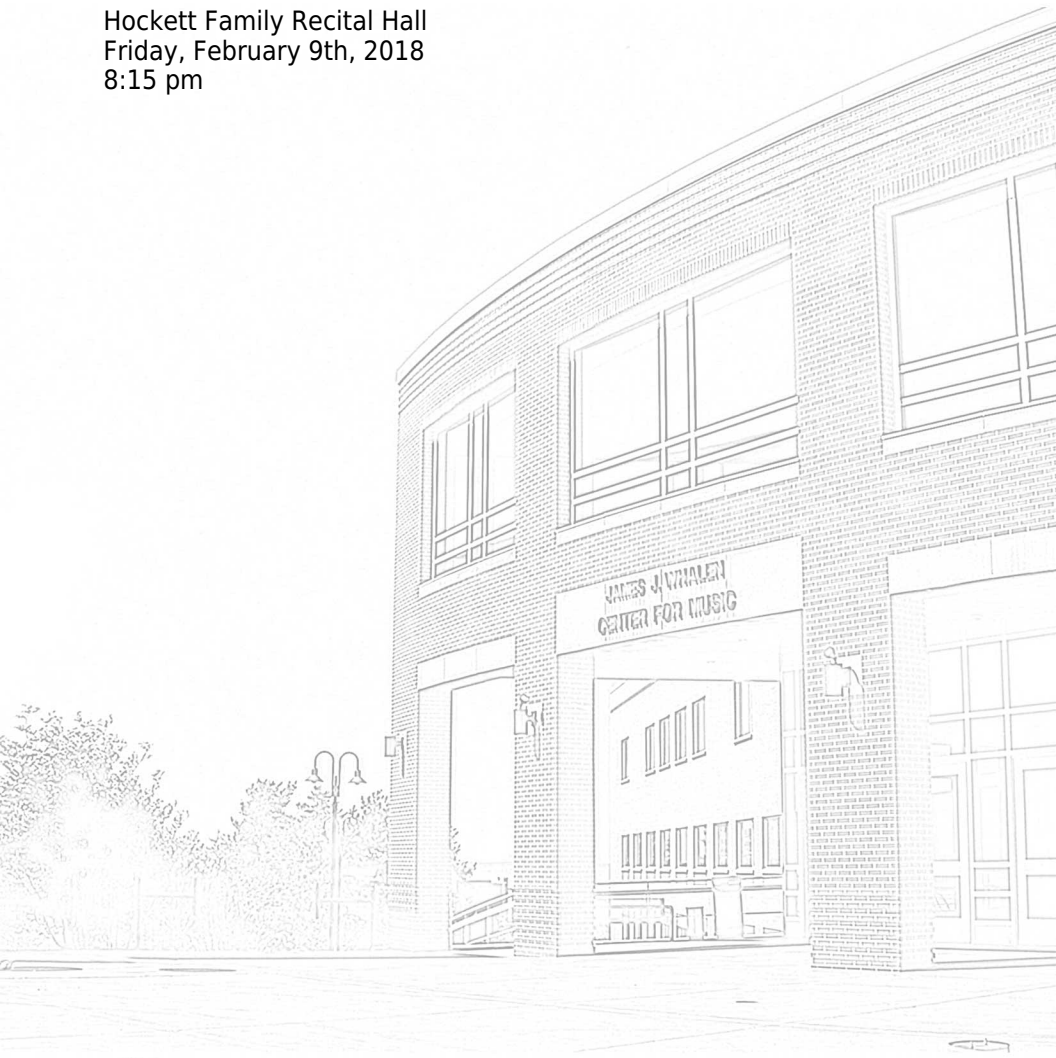 Hockett Family Recital Hall
Friday, February 9th, 2018
8:15 pm
JAMES J. WHALEN
CENTER FOR MUSIC